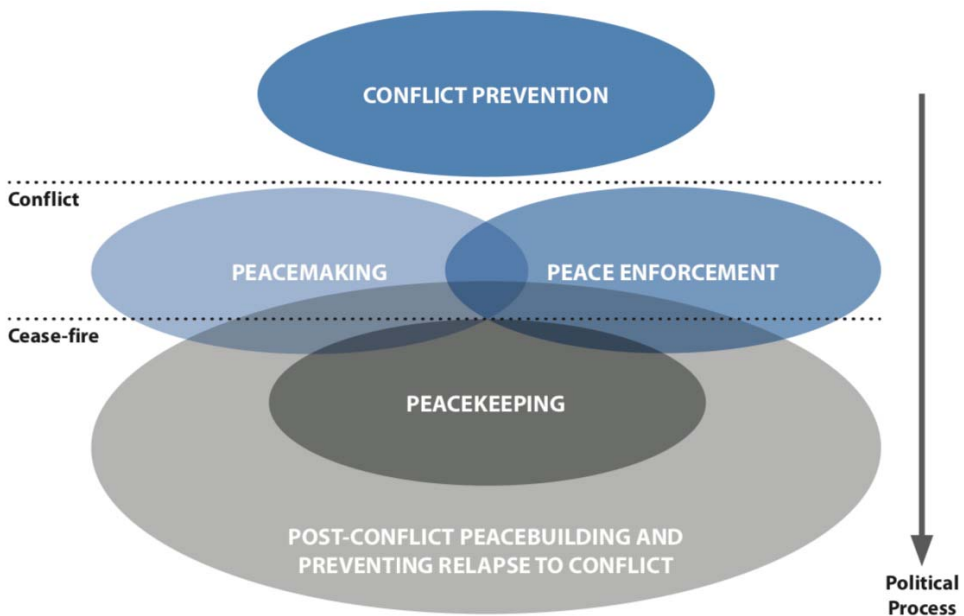 CONFLICT PREVENTION
Conflict
PEACEMAKING
PEACE ENFORCEMENT
Cease-fire
PEACEKEEPING
POST-CONFLICT PEACEBUILDING AND
PREVENTING RELAPSE TO CONFLICT
Political
Process